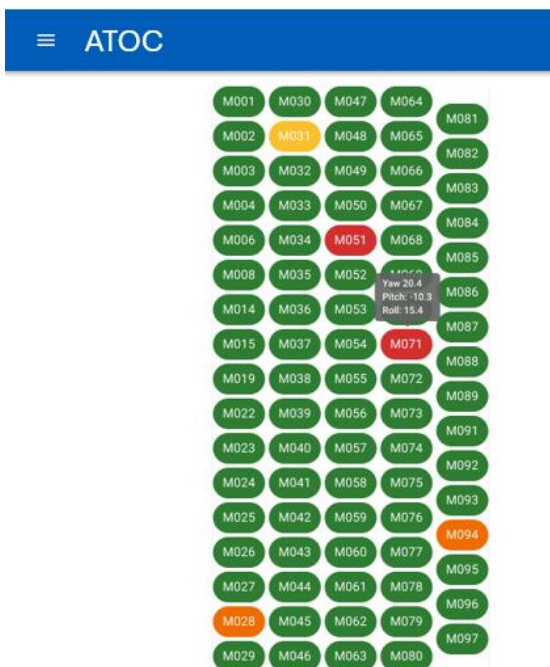 ATOC
M001 M030 M047 M064
M081
M002 M031 M048 M065
M082
M003 M032 M049 M066
M083
M004 M033 M050 M067
M084
M006 M034 M051 M068
M085
M008 M035 M052
Yaw 20.4
Pitch: -10.3
Roll: 15.4
M086
M014 M036 M053
M087
M015 M037 M054 M071
M088
M019 M038 M055 M072
M089
M022 M039 M056 M073
M091
M023 M040 M057 M074
M092
M024 M041 M058 M075
M093
M025 M042 M059 M076
M094
M026 M043 M060 M077
M095
M027 M044 M061 M078
M096
M028 M045 M062 M079
M097
M029 M046 M063 M080